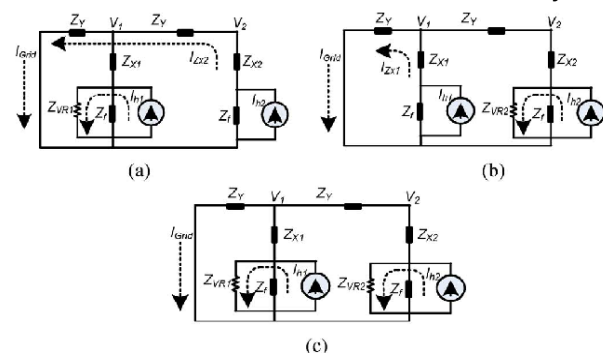 Z_Y V_1 Z_Y V_2
I_Grid I_Zx2
Z_X1 Z_X2
Z_VR1 Z_f I_h1 Z_f I_h2
(a)
Z_Y V_1 Z_Y V_2
I_Grid I_Zx1 Z_X1 Z_X2
Z_f I_h1 Z_VR2 Z_f I_h2
(b)
Z_Y V_1 Z_Y V_2
I_Grid Z_X1 Z_X2
Z_VR1 Z_f I_h1 Z_VR2 Z_f I_h2
(c)